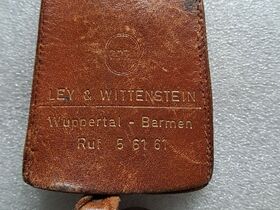 LEY & WITTENSTEIN
Wuppertal - Barmen
Ruf 5 61 61